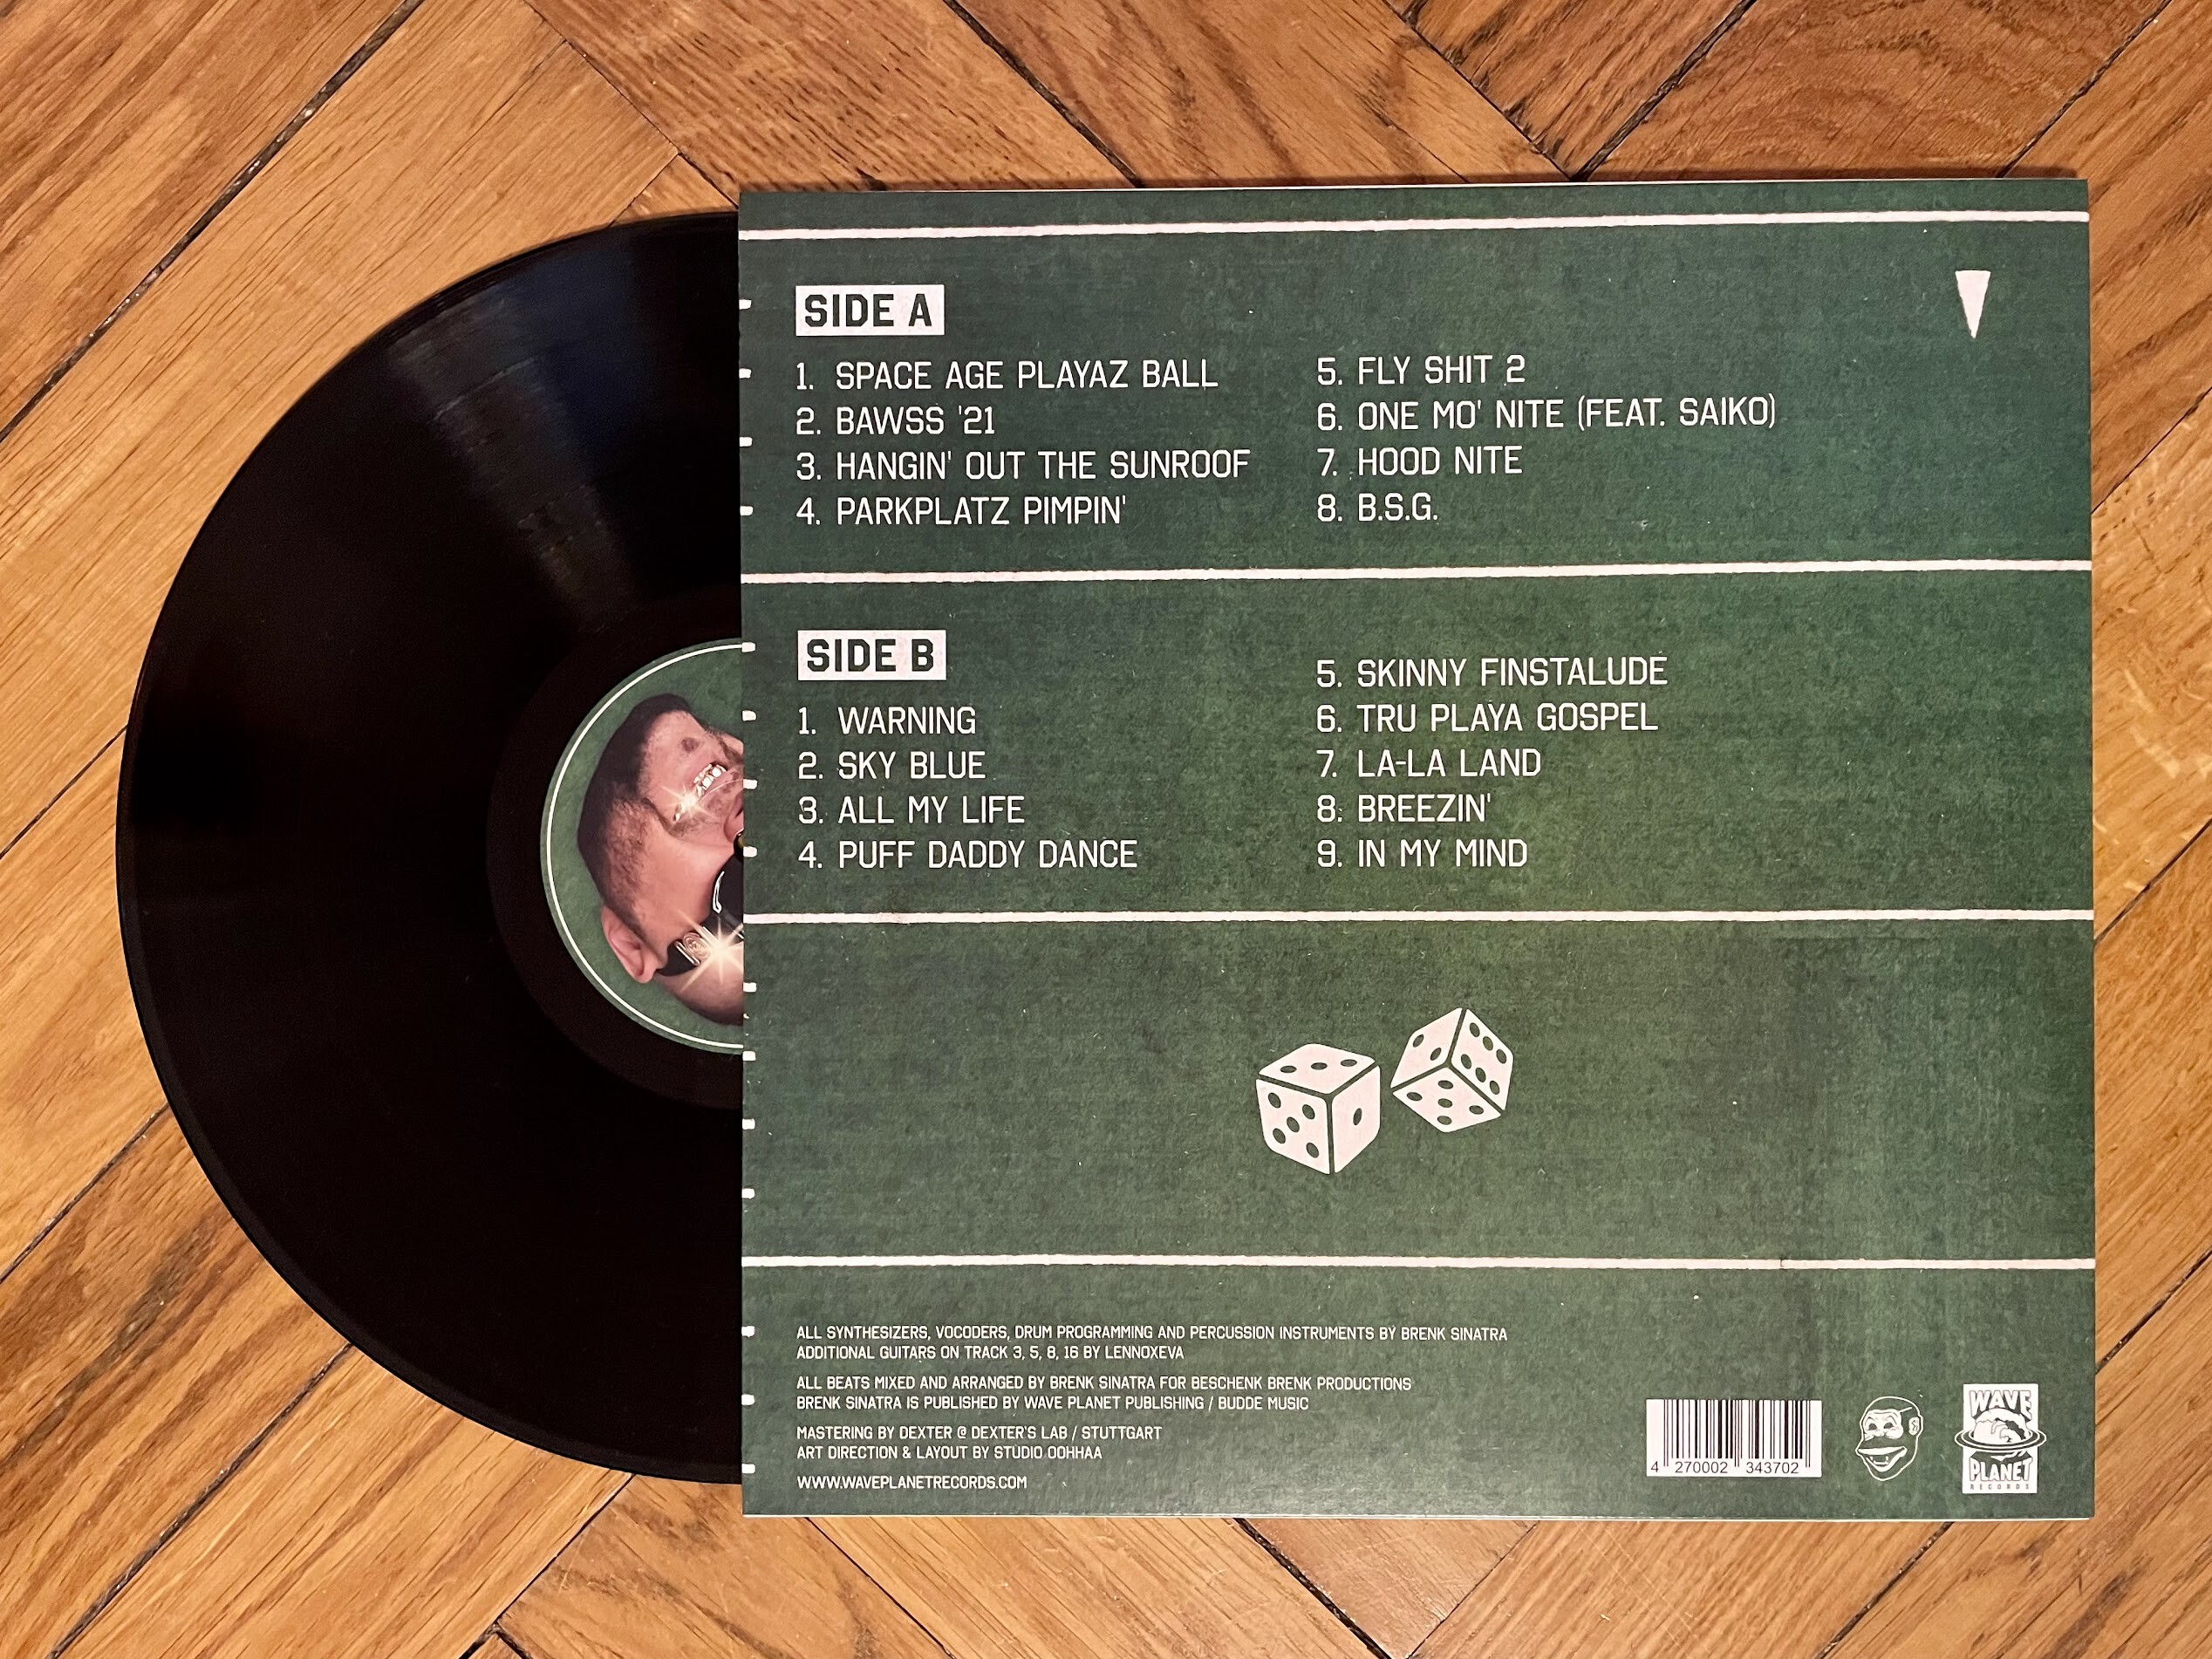 SIDE A
1. SPACE AGE PLAYAZ BALL
2. BAWSS '21
3. HANGIN' OUT THE SUNROOF
4. PARKPLATZ PIMPIN'
5. FLY SHIT 2
6. ONE MO' NITE (FEAT. SAIKO)
7. HOOD NITE
8. B.S.G.
SIDE B
1. WARNING
2. SKY BLUE
3. ALL MY LIFE
4. PUFF DADDY DANCE
5. SKINNY FINSTALUDE
6. TRU PLAYA GOSPEL
7. LA-LA LAND
8. BREEZIN'
9. IN MY MIND
ALL SYNTHESIZERS, VOCODERS, DRUM PROGRAMMING AND PERCUSSION INSTRUMENTS BY BRENK SINATRA
ADDITIONAL GUITARS ON TRACK 3, 5, 8, 16 BY LENNOXEVA
ALL BEATS MIXED AND ARRANGED BY BRENK SINATRA FOR BESCHENK BRENK PRODUCTIONS
BRENK SINATRA IS PUBLISHED BY WAVE PLANET PUBLISHING / BUDDE MUSIC
MASTERING BY DEXTER @ DEXTER'S LAB / STUTTGART
ART DIRECTION & LAYOUT BY STUDIO OOHHAA
WWW.WAVEPLANETRECORDS.COM
4 270002 343702
WAVE
PLANET
RECORDS